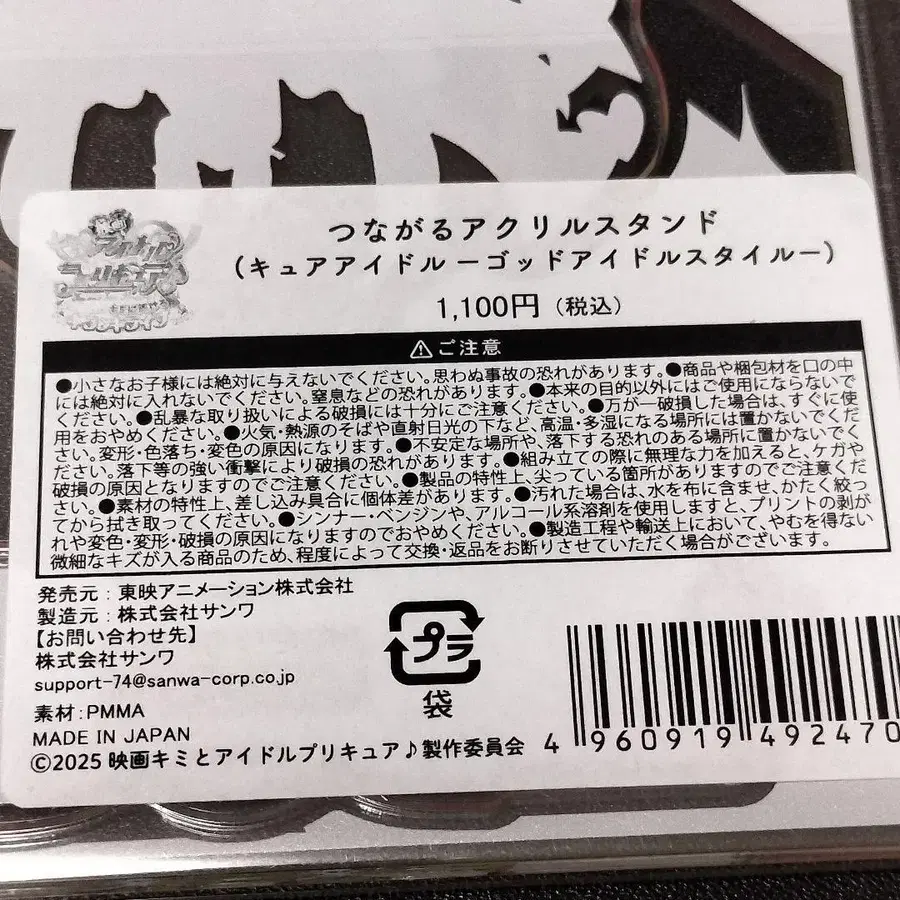 つながるアクリルスタンド
（キュアアイドル ーゴッドアイドルスタイルー）
1,100円（税込）
⚠ご注意
●小さなお子様には絶対に与えないでください。思わぬ事故の恐れがあります。●商品や梱包材を口の中
には絶対に入れないでください。窒息などの恐れがあります。●本来の目的以外にはご使用にならないで
ください。●乱暴な取り扱いによる破損には十分にご注意ください。●万が一破損した場合は、すぐに使
用をおやめください。●火気・熱源のそばや直射日光の下など、高温・多湿になる場所には置かないでくだ
さい。変形・色落ち・変色の原因になります。●不安定な場所や、落下する恐れのある場所に置かないでく
ださい。落下等の強い衝撃により破損の恐れがあります。●組み立ての際に無理な力を加えると、ケガや
破損の原因となりますのでご注意ください。●製品の特性上、尖っている箇所がありますのでご注意くだ
さい。●素材の特性上、差し込み具合に個体差があります。●汚れた場合は、水を布に含ませ、かたく絞っ
てから拭き取ってください。●シンナー・ベンジンや、アルコール系溶剤を使用しますと、プリントの剥が
れや変色・変形・破損の原因になりますのでおやめください。●製造工程や輸送上において、やむを得ない
微細なキズが入る商品のため、程度によって交換・返品をお断りさせていただく場合がございます。
発売元：東映アニメーション株式会社
製造元：株式会社サンワ
【お問い合わせ先】
株式会社サンワ
support-74@sanwa-corp.co.jp
プラ
袋
素材：PMMA
MADE IN JAPAN
©2025 映画キミとアイドルプリキュア♪製作委員会
4 960919 492470